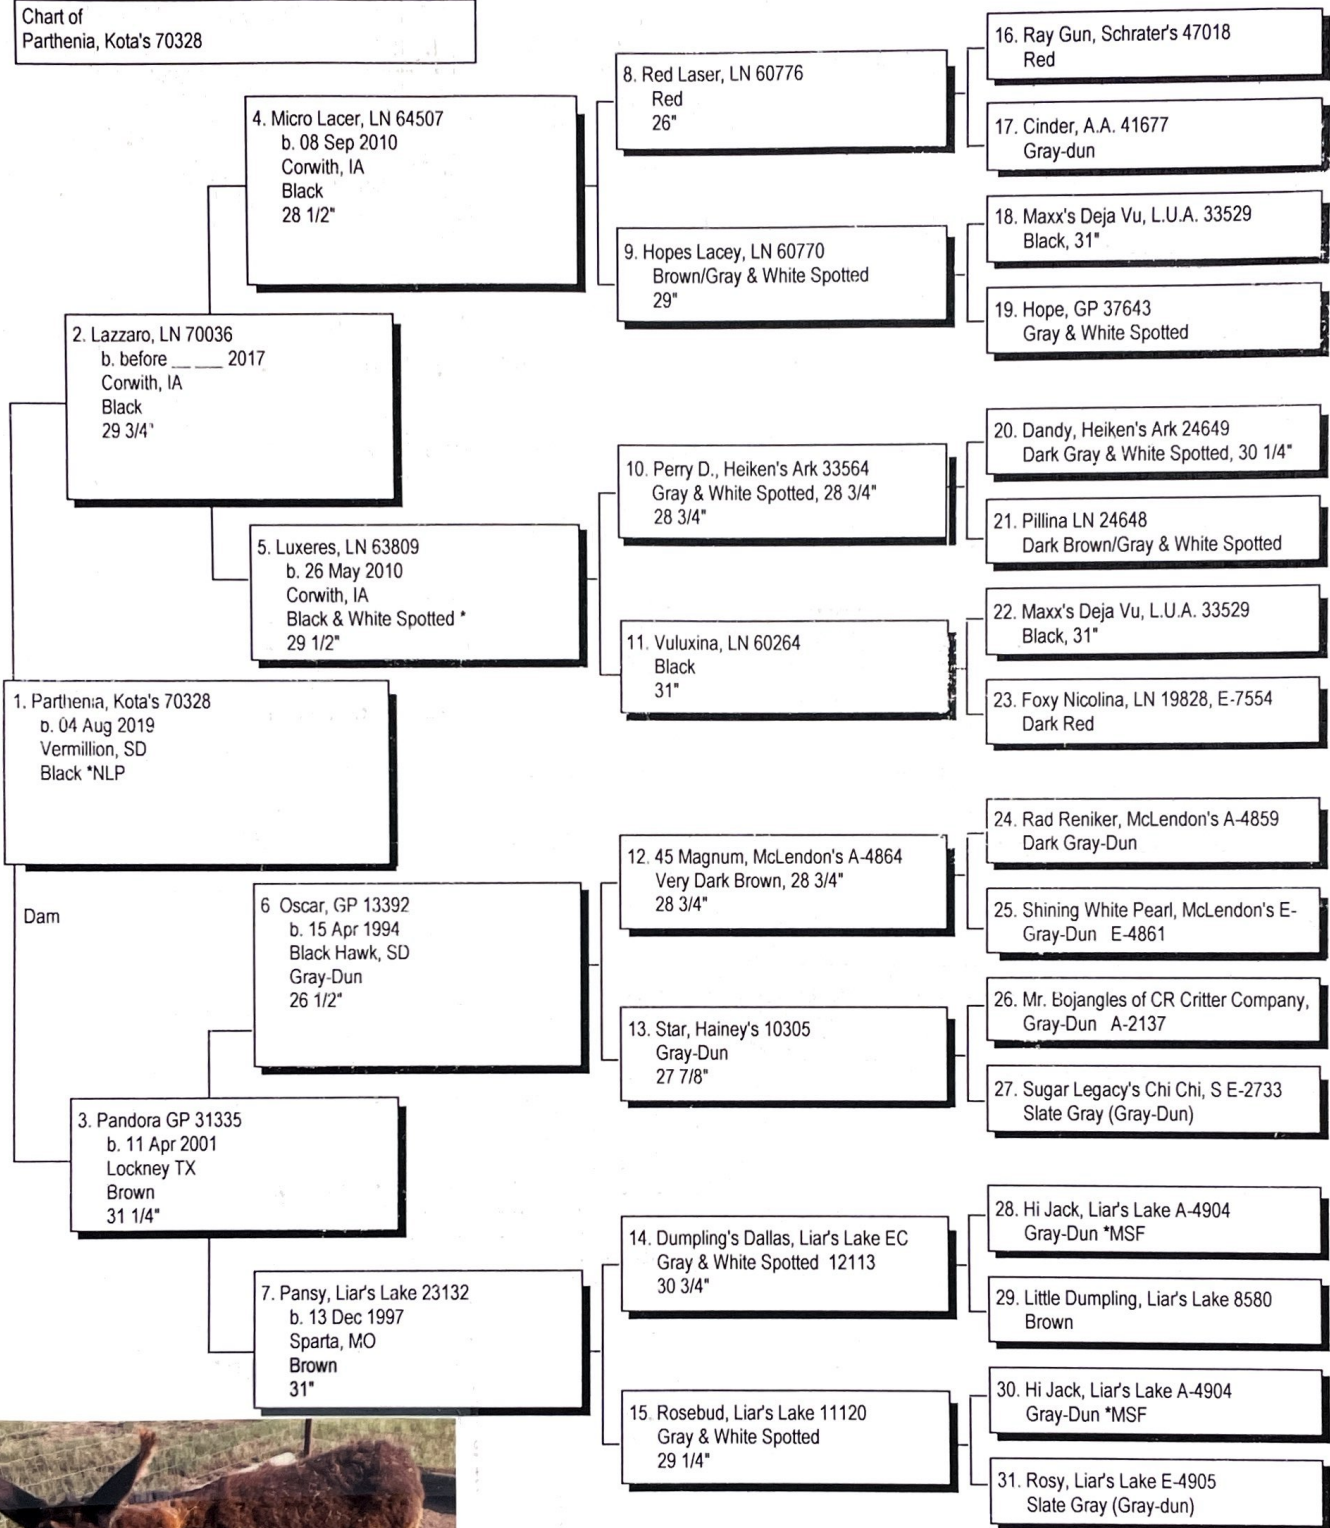 Chart of
Parthenia, Kota's 70328
1. Parthenia, Kota's 70328
b. 04 Aug 2019
Vermillion, SD
Black *NLP
Dam
2. Lazzaro, LN 70036
b. before __ ___ 2017
Corwith, IA
Black
29 3/4"
3. Pandora GP 31335
b. 11 Apr 2001
Lockney TX
Brown
31 1/4"
4. Micro Lacer, LN 64507
b. 08 Sep 2010
Corwith, IA
Black
28 1/2"
5. Luxeres, LN 63809
b. 26 May 2010
Corwith, IA
Black & White Spotted *
29 1/2"
6 Oscar, GP 13392
b. 15 Apr 1994
Black Hawk, SD
Gray-Dun
26 1/2"
7. Pansy, Liar's Lake 23132
b. 13 Dec 1997
Sparta, MO
Brown
31"
8. Red Laser, LN 60776
Red
26"
9. Hopes Lacey, LN 60770
Brown/Gray & White Spotted
29"
10. Perry D., Heiken's Ark 33564
Gray & White Spotted, 28 3/4"
28 3/4"
11. Vuluxina, LN 60264
Black
31"
12. 45 Magnum, McLendon's A-4864
Very Dark Brown, 28 3/4"
28 3/4"
13. Star, Hainey's 10305
Gray-Dun
27 7/8"
14. Dumpling's Dallas, Liar's Lake EC
Gray & White Spotted 12113
30 3/4"
15. Rosebud, Liar's Lake 11120
Gray & White Spotted
29 1/4"
16. Ray Gun, Schrater's 47018
Red
17. Cinder, A.A. 41677
Gray-dun
18. Maxx's Deja Vu, L.U.A. 33529
Black, 31"
19. Hope, GP 37643
Gray & White Spotted
20. Dandy, Heiken's Ark 24649
Dark Gray & White Spotted, 30 1/4"
21. Pillina LN 24648
Dark Brown/Gray & White Spotted
22. Maxx's Deja Vu, L.U.A. 33529
Black, 31"
23. Foxy Nicolina, LN 19828, E-7554
Dark Red
24. Rad Reniker, McLendon's A-4859
Dark Gray-Dun
25. Shining White Pearl, McLendon's E-
Gray-Dun E-4861
26. Mr. Bojangles of CR Critter Company,
Gray-Dun A-2137
27. Sugar Legacy's Chi Chi, S E-2733
Slate Gray (Gray-Dun)
28. Hi Jack, Liar's Lake A-4904
Gray-Dun *MSF
29. Little Dumpling, Liar's Lake 8580
Brown
30. Hi Jack, Liar's Lake A-4904
Gray-Dun *MSF
31. Rosy, Liar's Lake E-4905
Slate Gray (Gray-dun)